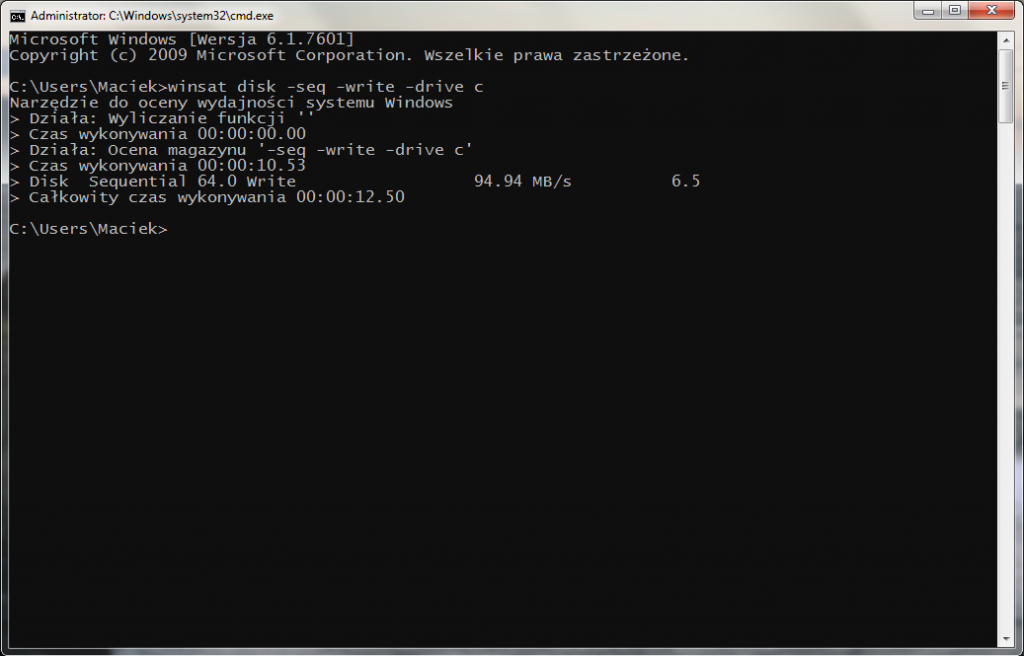 Administrator: C:\Windows\system32\cmd.exe
Microsoft Windows [Wersja 6.1.7601]
Copyright (c) 2009 Microsoft Corporation. Wszelkie prawa zastrzeżone.
C:\Users\Maciek>winsat disk -seq -write -drive c
Narzędzie do oceny wydajności systemu Windows
> Działa: Wyliczanie funkcji ''
> Czas wykonywania 00:00:00.00
> Działa: Ocena magazynu '-seq -write -drive c'
> Czas wykonywania 00:00:10.53
> Disk  Sequential 64.0 Write                  94.94 MB/s          6.5
> Całkowity czas wykonywania 00:00:12.50
C:\Users\Maciek>